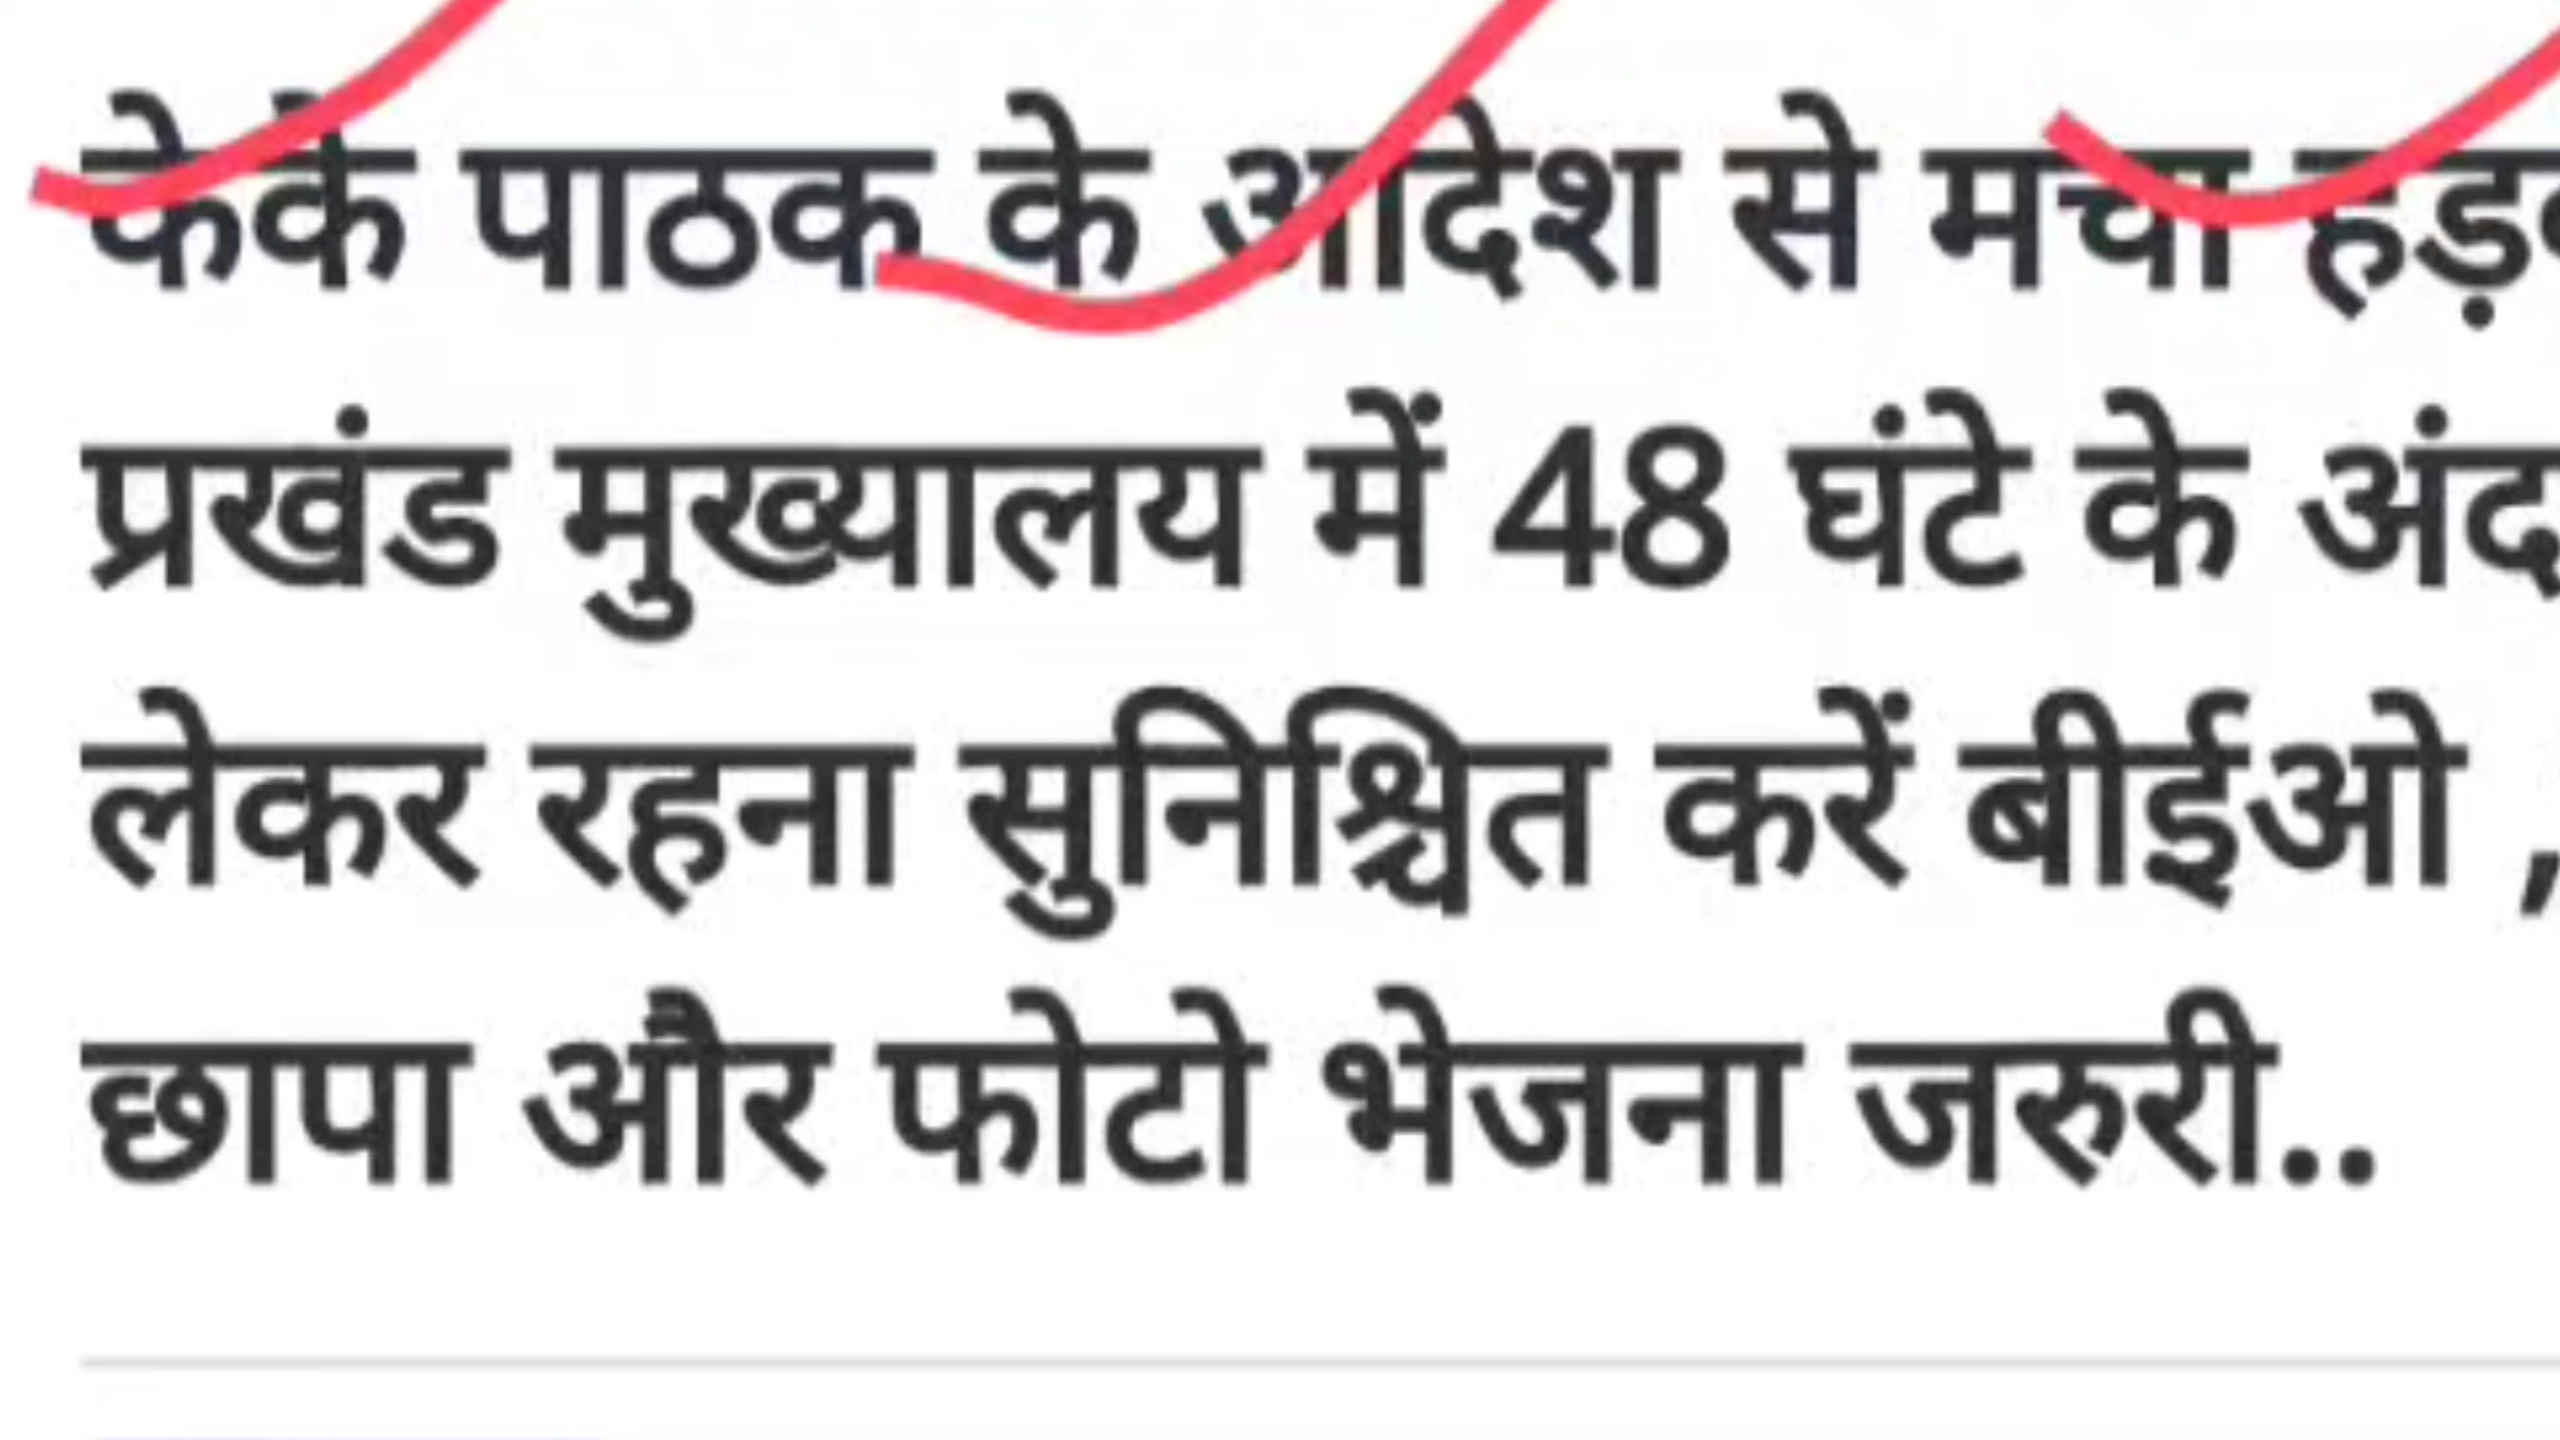 केके पाठक के आदेश से मचा
प्रखंड मुख्यालय में 48 घंटे के
लेकर रहना सुनिश्चित करें बीईओ ,
छापा और फोटो भेजना जरुरी..